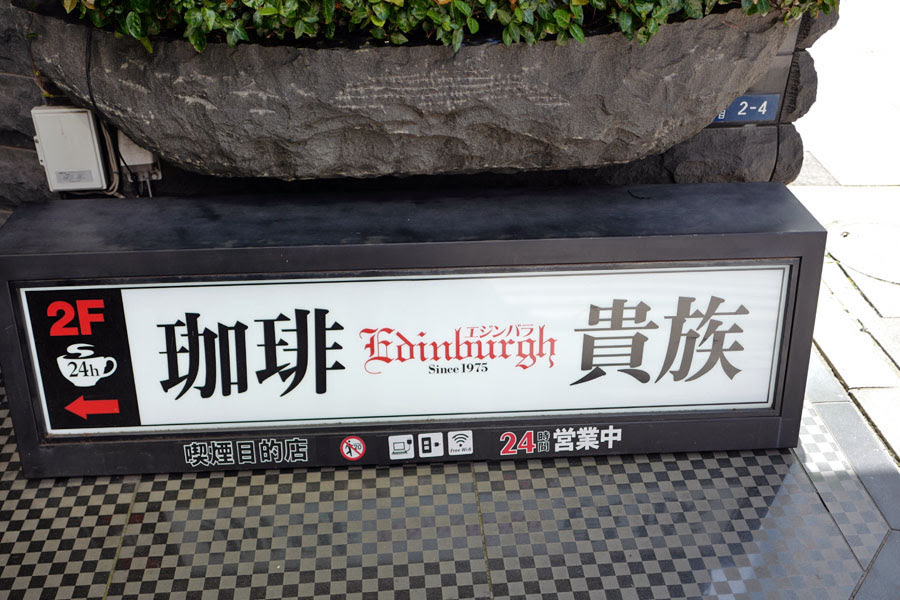 2-4
2F
24h
珈琲
エジンバラ
Edinburgh
Since 1975
貴族
喫煙目的店
20
Free Wi-Fi
24時間営業中